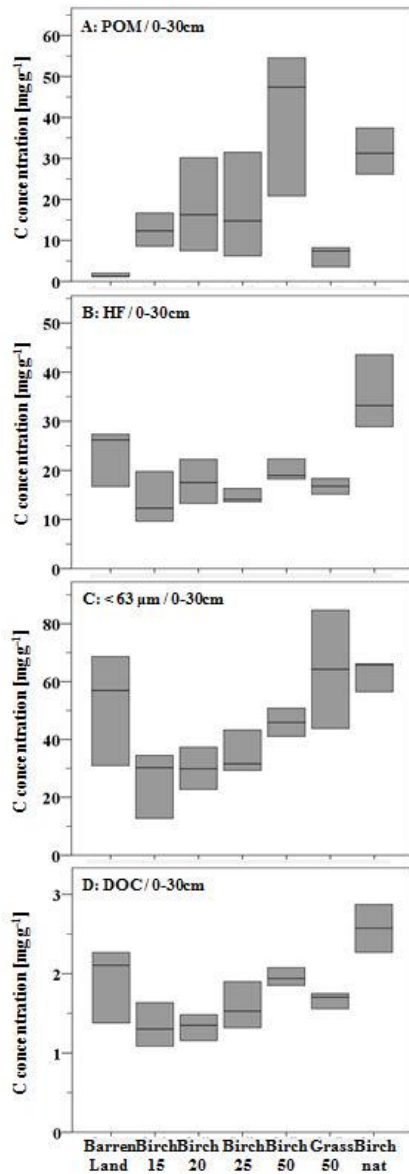 A: POM / 0-30cm
60
50
40
30
20
10
0
C concentration [mg g⁻¹]
B: HF / 0-30cm
50
40
30
20
10
0
C concentration [mg g⁻¹]
C: < 63 µm / 0-30cm
80
60
40
20
0
C concentration [mg g⁻¹]
D: DOC / 0-30cm
3
2
1
0
C concentration [mg g⁻¹]
Barren Birch Birch Birch Birch Grass Birch
Land 15 20 25 50 50 nat